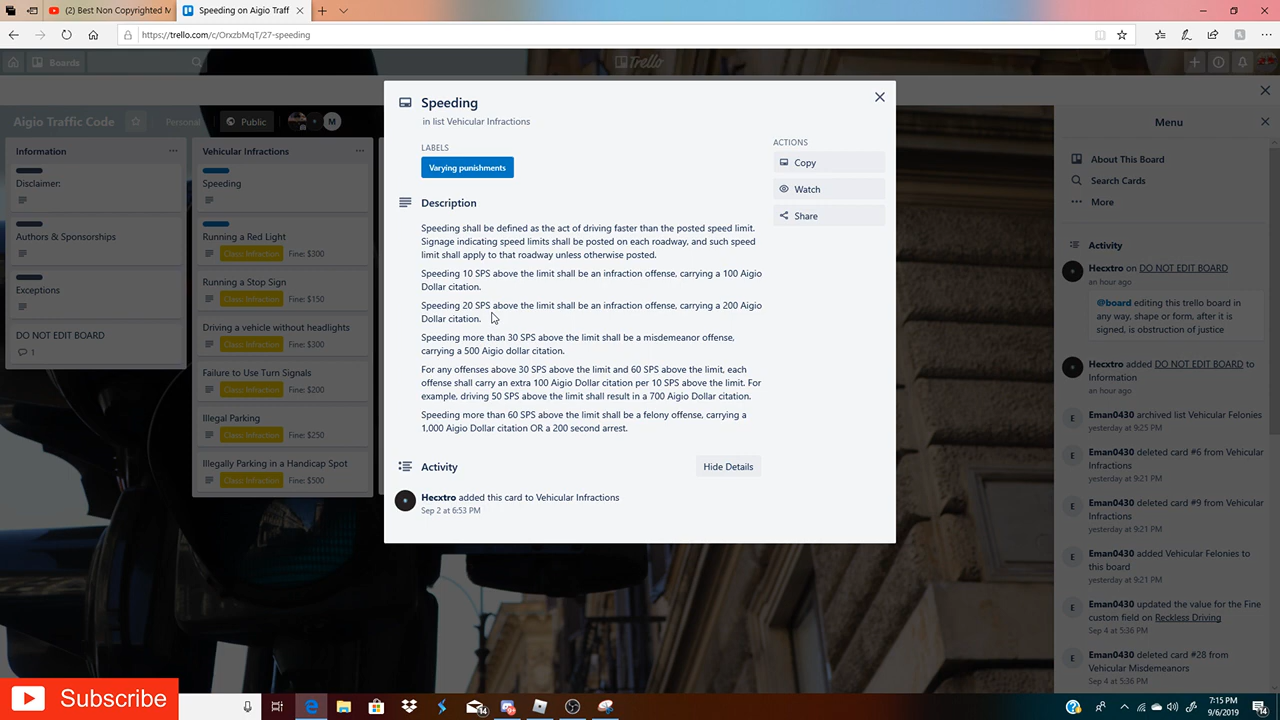 (2) Best Non Copyrighted M
Speeding on Aigio Traff
https://trello.com/c/OrxzbMqT/27-speeding
Boards
Trello
Aigio Traffic Code
Personal
Public
M
Information
Disclaimer:
Authors & Sponsorships
Exceptions
DO NOT EDIT BOARD
1
Vehicular Infractions
Speeding
Running a Red Light
Class: Infraction Fine: $300
Running a Stop Sign
Class: Infraction Fine: $150
Driving a vehicle without headlights
Class: Infraction Fine: $300
Failure to Use Turn Signals
Class: Infraction Fine: $200
Illegal Parking
Class: Infraction Fine: $250
Illegally Parking in a Handicap Spot
Class: Infraction Fine: $500
Speeding
in list Vehicular Infractions
LABELS
Varying punishments
Description
Speeding shall be defined as the act of driving faster than the posted speed limit.
Signage indicating speed limits shall be posted on each roadway, and such speed
limit shall apply to that roadway unless otherwise posted.
Speeding 10 SPS above the limit shall be an infraction offense, carrying a 100 Aigio
Dollar citation.
Speeding 20 SPS above the limit shall be an infraction offense, carrying a 200 Aigio
Dollar citation.
Speeding more than 30 SPS above the limit shall be a misdemeanor offense,
carrying a 500 Aigio dollar citation.
For any offenses above 30 SPS above the limit and 60 SPS above the limit, each
offense shall carry an extra 100 Aigio Dollar citation per 10 SPS above the limit. For
example, driving 50 SPS above the limit shall result in a 700 Aigio Dollar citation.
Speeding more than 60 SPS above the limit shall be a felony offense, carrying a
1,000 Aigio Dollar citation OR a 200 second arrest.
Activity
Hide Details
Hecxtro added this card to Vehicular Infractions
Sep 2 at 6:53 PM
ACTIONS
Copy
Watch
Share
Menu
About This Board
Search Cards
More
Activity
Hecxtro on DO NOT EDIT BOARD
an hour ago
@board editing this trello board in
any way, shape or form, after it is
signed, is obstruction of justice
Hecxtro added DO NOT EDIT BOARD to
Information
an hour ago
E
Eman0430 archived list Vehicular Felonies
yesterday at 9:25 PM
E
Eman0430 deleted card #6 from Vehicular
Infractions
yesterday at 9:21 PM
E
Eman0430 deleted card #9 from Vehicular
Infractions
yesterday at 9:21 PM
E
Eman0430 added Vehicular Felonies to
this board
yesterday at 9:21 PM
E
Eman0430 updated the value for the Fine
custom field on Reckless Driving
Sep 4 at 5:36 PM
E
Eman0430 deleted card #28 from
Vehicular Misdemeanors
Sep 4 at 5:36 PM
Subscribe
14
7:15 PM
9/6/2019
14